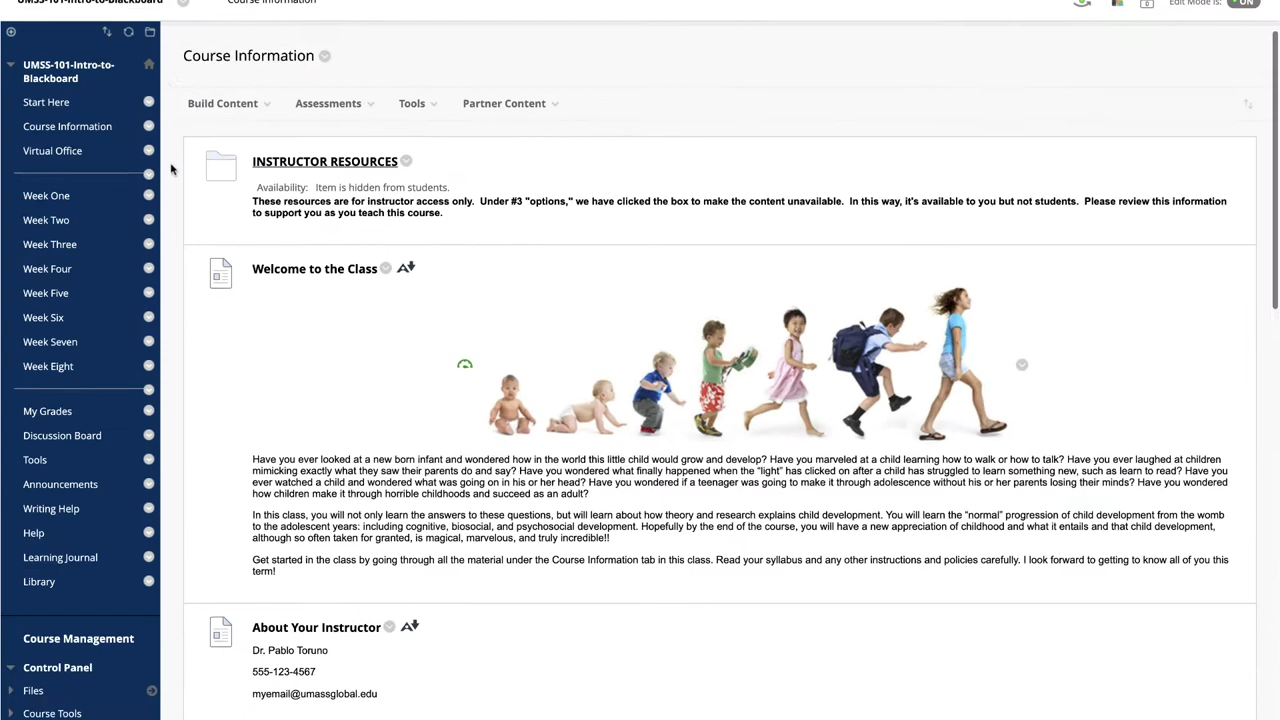 UMSS-101-Intro-to-Blackboard
Course Information
Edit Mode is:
ON
UMSS-101-Intro-to-
Blackboard
Start Here
Course Information
Virtual Office
Week One
Week Two
Week Three
Week Four
Week Five
Week Six
Week Seven
Week Eight
My Grades
Discussion Board
Tools
Announcements
Writing Help
Help
Learning Journal
Library
Course Management
Control Panel
Files
Course Tools
Course Information
Build Content
Assessments
Tools
Partner Content
INSTRUCTOR RESOURCES
Availability: Item is hidden from students.
These resources are for instructor access only. Under #3 "options," we have clicked the box to make the content unavailable. In this way, it's available to you but not students. Please review this information
to support you as you teach this course.
Welcome to the Class
Have you ever looked at a new born infant and wondered how in the world this little child would grow and develop? Have you marveled at a child learning how to walk or how to talk? Have you ever laughed at children
mimicking exactly what they saw their parents do and say? Have you wondered what finally happened when the “light” has clicked on after a child has struggled to learn something new, such as learn to read? Have you
ever watched a child and wondered what was going on in his or her head? Have you wondered if a teenager was going to make it through adolescence without his or her parents losing their minds? Have you wondered
how children make it through horrible childhoods and succeed as an adult?
In this class, you will not only learn the answers to these questions, but will learn about how theory and research explains child development. You will learn the “normal” progression of child development from the womb
to the adolescent years: including cognitive, biosocial, and psychosocial development. Hopefully by the end of the course, you will have a new appreciation of childhood and what it entails and that child development,
although so often taken for granted, is magical, marvelous, and truly incredible!!
Get started in the class by going through all the material under the Course Information tab in this class. Read your syllabus and any other instructions and policies carefully. I look forward to getting to know all of you this
term!
About Your Instructor
Dr. Pablo Toruno
555-123-4567
myemail@umassglobal.edu